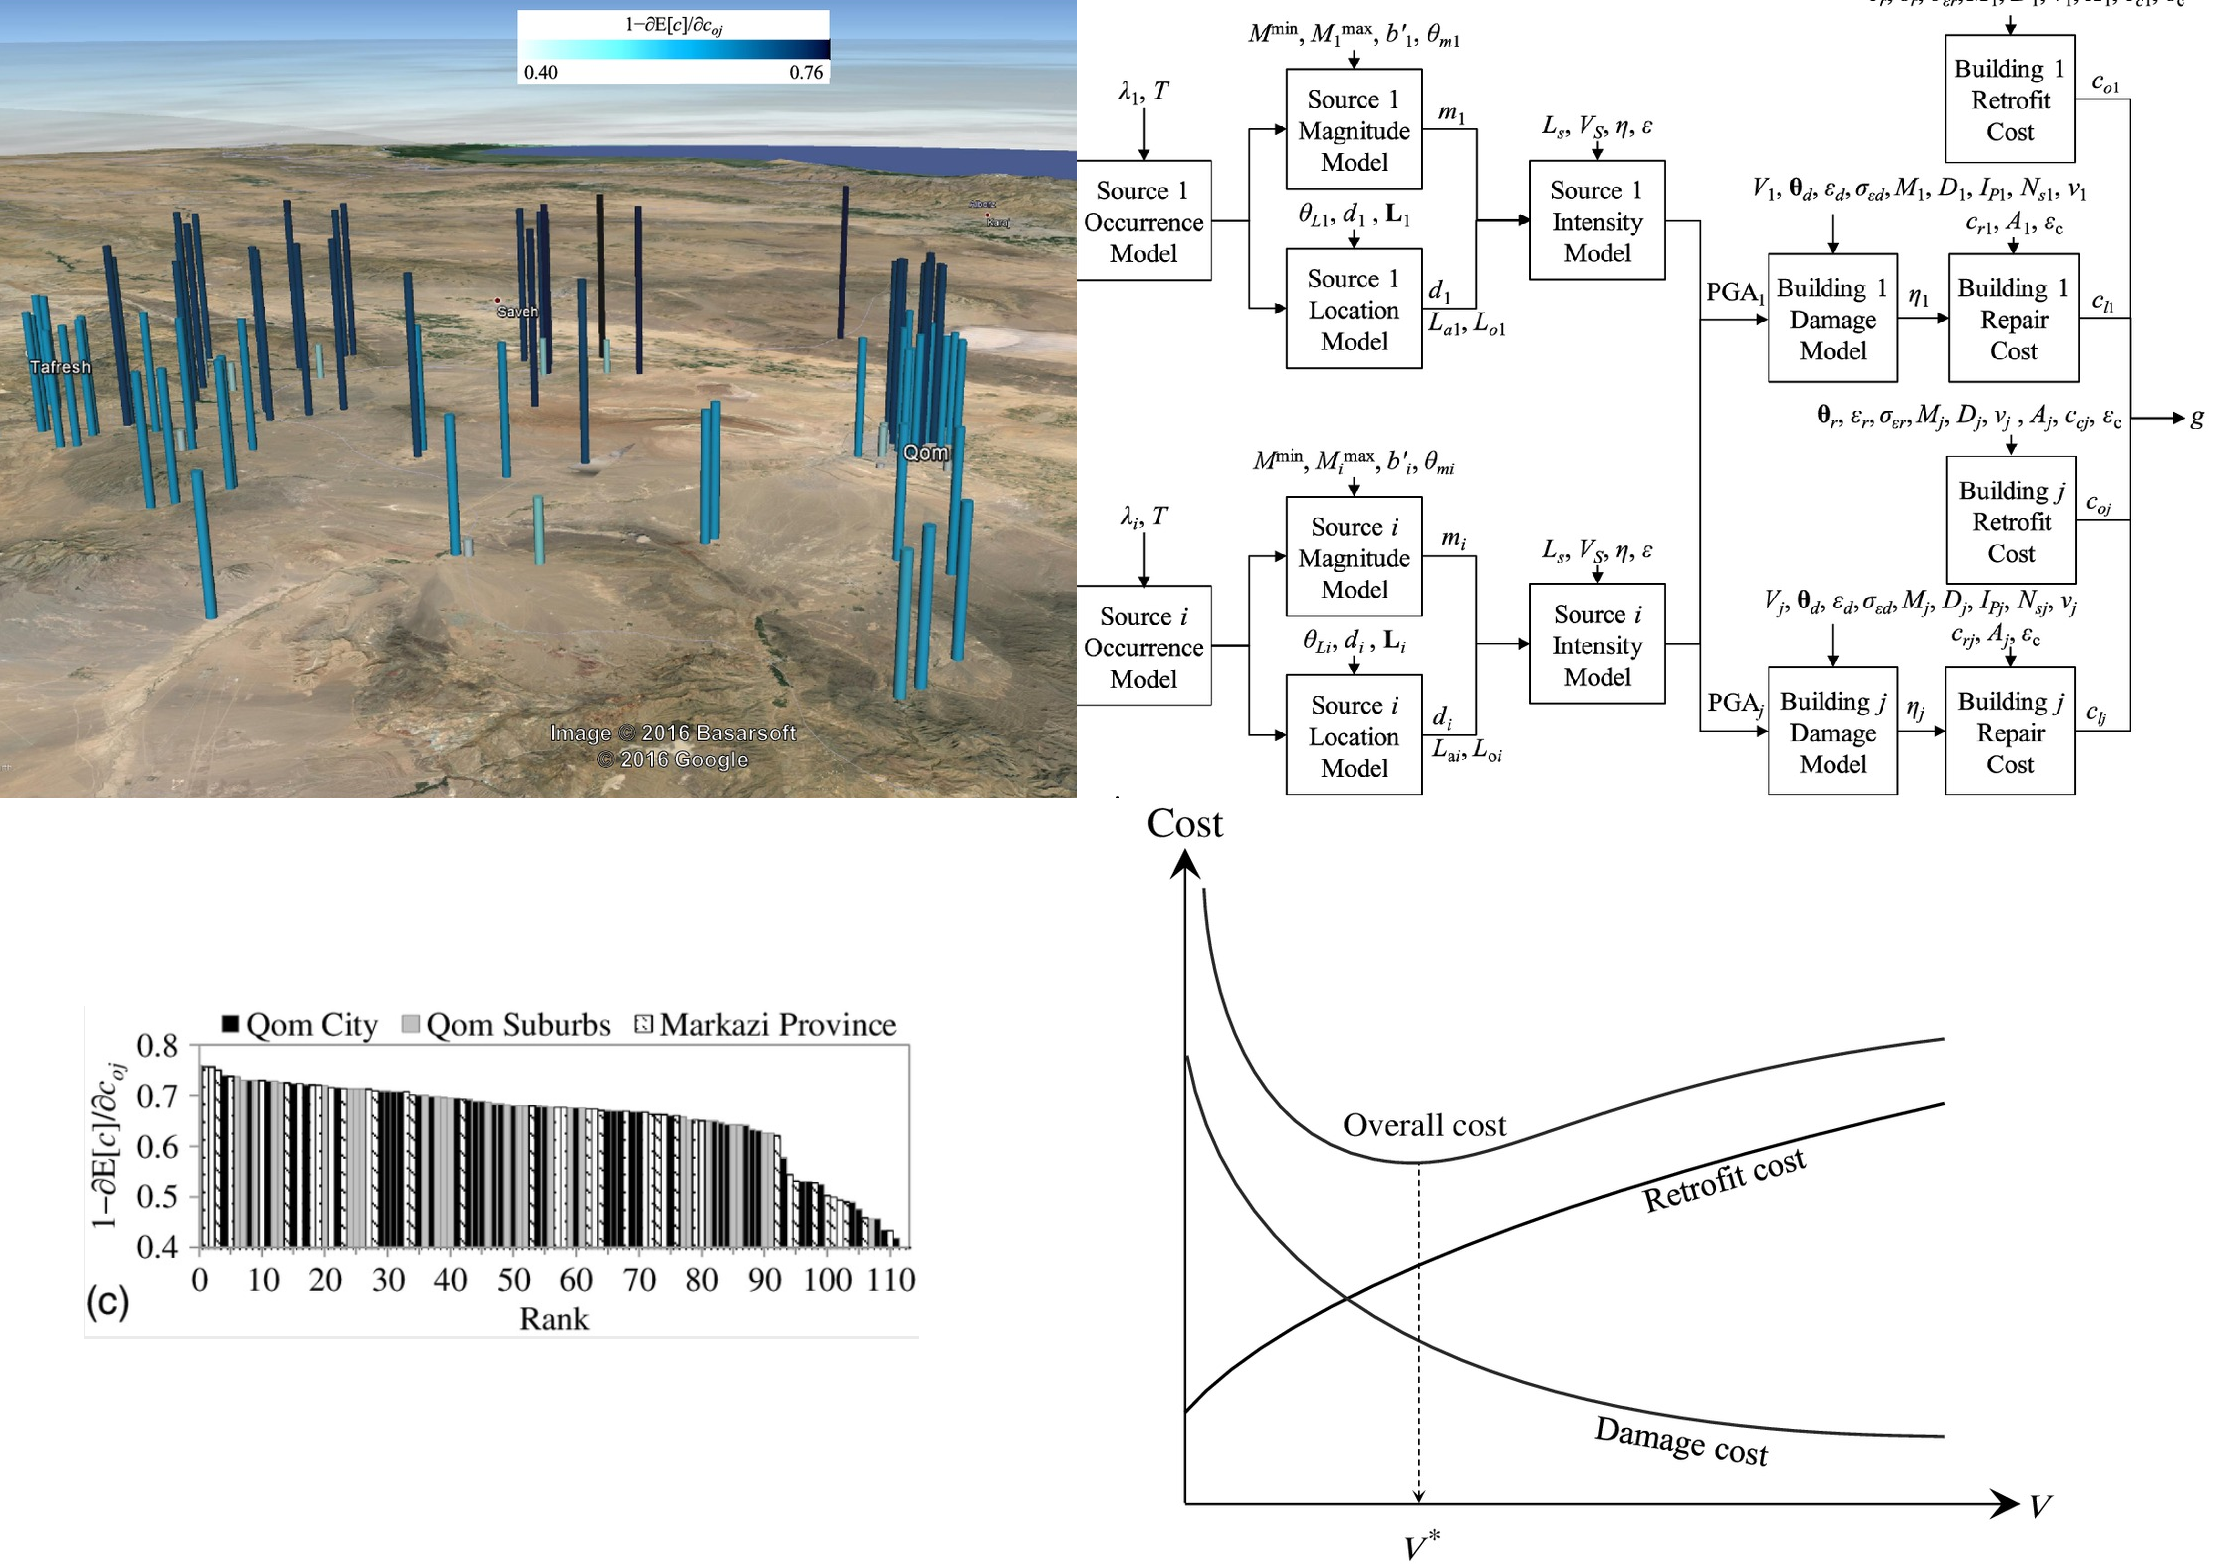 1−∂E[c]/∂c_oj
0.40 0.76
Alborz
Karaj
Saveh
Tafresh
Qom
Image © 2016 Basarsoft
© 2016 Google
M^min, M_1^max, b'_1, θ_m1
λ_1, T
Source 1
Magnitude
Model
m_1
L_s, V_S, η, ε
Building 1
Retrofit
Cost
c_o1
Source 1
Occurrence
Model
θ_L1, d_1 , L_1
Source 1
Location
Model
d_1
L_a1, L_o1
Source 1
Intensity
Model
V_1, θ_d, ε_d, σ_εd, M_1, D_1, I_P1, N_s1, v_1
c_r1, A_1, ε_c
PGA_1
Building 1
Damage
Model
η_1
Building 1
Repair
Cost
c_l1
θ_r, ε_r, σ_εr, M_j, D_j, v_j , A_j, c_cj, ε_c
g
M^min, M_i^max, b'_i, θ_mi
λ_i, T
Source i
Magnitude
Model
m_i
L_s, V_S, η, ε
Building j
Retrofit
Cost
c_oj
Source i
Occurrence
Model
θ_Li, d_i , L_i
Source i
Location
Model
d_i
L_ai, L_oi
Source i
Intensity
Model
V_j, θ_d, ε_d, σ_εd, M_j, D_j, I_Pj, N_sj, v_j
c_rj, A_j, ε_c
PGA_j
Building j
Damage
Model
η_j
Building j
Repair
Cost
c_lj
Qom City Qom Suburbs Markazi Province
1−∂E[c]/∂c_oj
0.8
0.7
0.6
0.5
0.4
0 10 20 30 40 50 60 70 80 90 100 110
Rank
(c)
Cost
Overall cost
Retrofit cost
Damage cost
V
V*